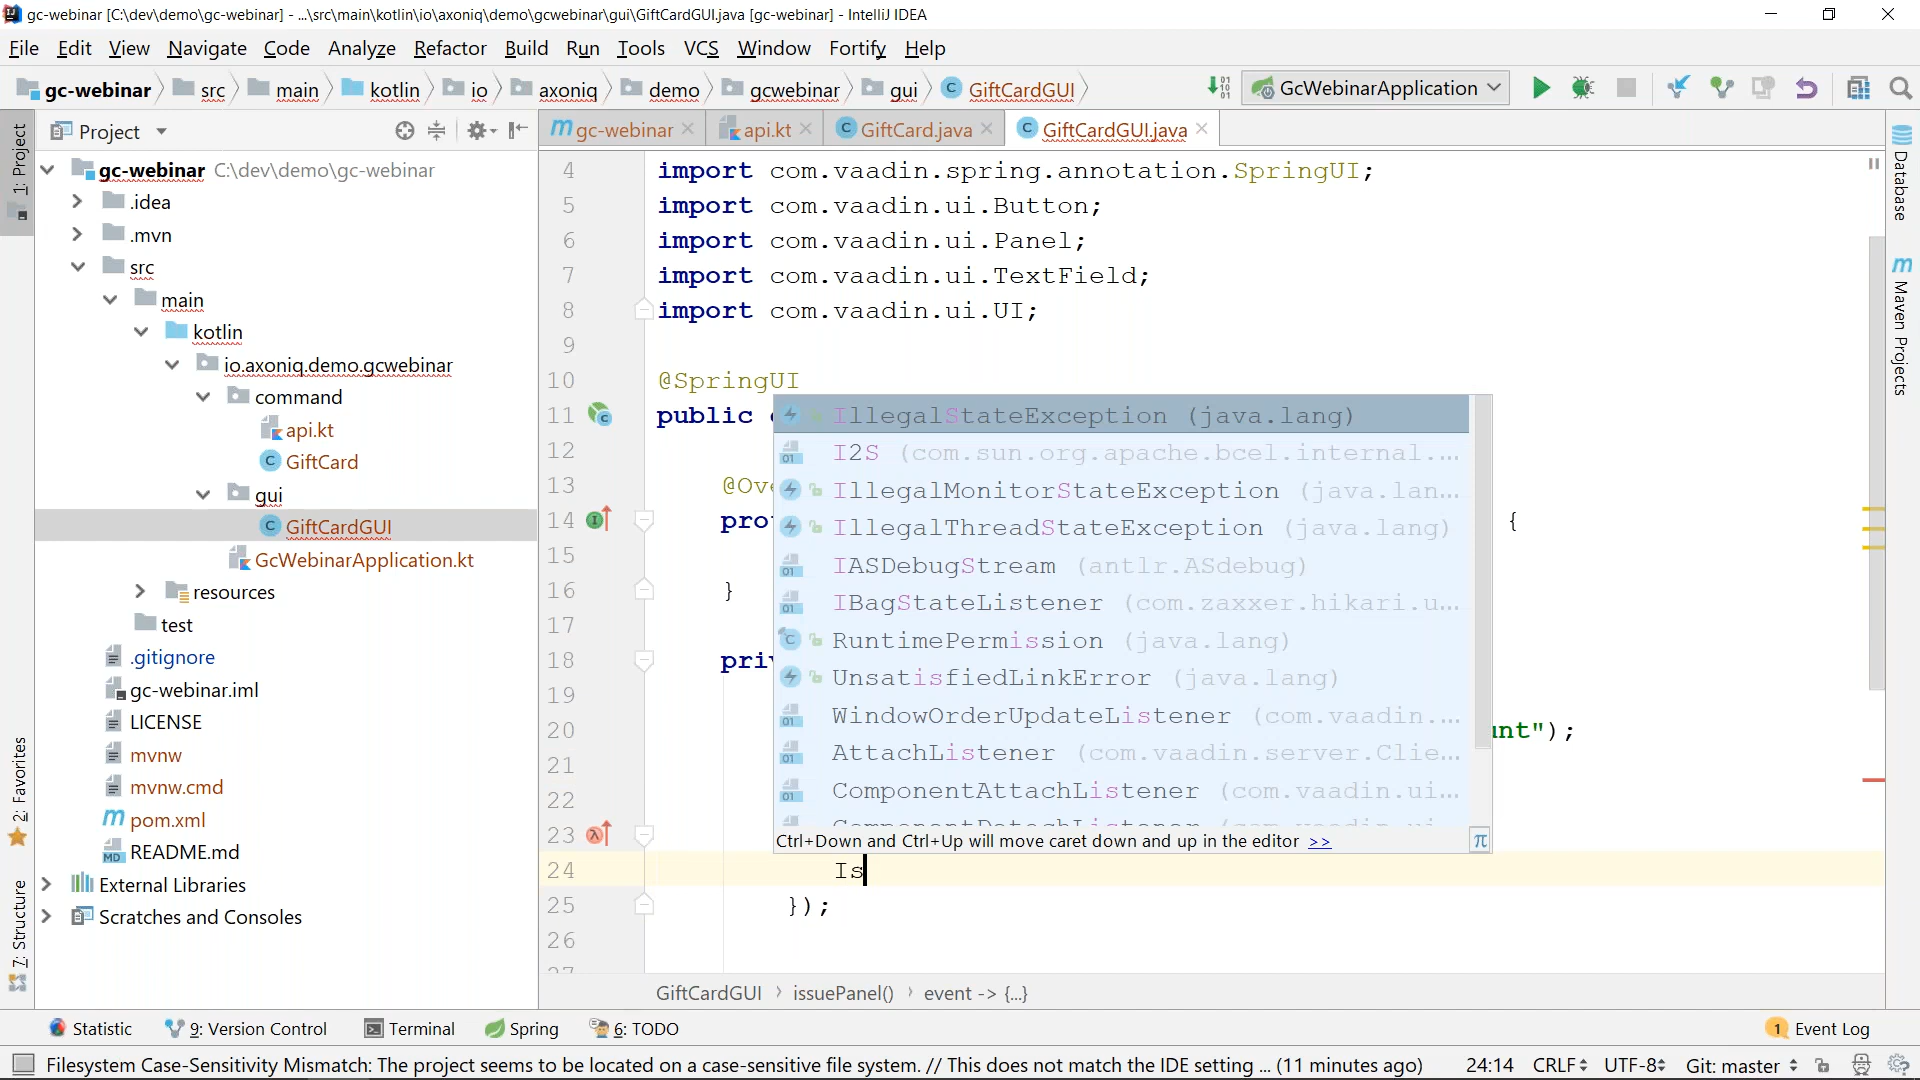 gc-webinar [C:\dev\demo\gc-webinar] - ...\src\main\kotlin\io\axoniq\demo\gcwebinar\gui\GiftCardGUI.java [gc-webinar] - IntelliJ IDEA
File Edit View Navigate Code Analyze Refactor Build Run Tools VCS Window Fortify Help
gc-webinar src main kotlin io axoniq demo gcwebinar gui GiftCardGUI GcWebinarApplication
Project gc-webinar api.kt GiftCard.java GiftCardGUI.java
1: Project
2: Favorites
7: Structure
gc-webinar C:\dev\demo\gc-webinar
.idea
.mvn
src
main
kotlin
io.axoniq.demo.gcwebinar
command
api.kt
GiftCard
gui
GiftCardGUI
GcWebinarApplication.kt
resources
test
.gitignore
gc-webinar.iml
LICENSE
mvnw
mvnw.cmd
pom.xml
README.md
External Libraries
Scratches and Consoles
4 import com.vaadin.spring.annotation.SpringUI;
5 import com.vaadin.ui.Button;
6 import com.vaadin.ui.Panel;
7 import com.vaadin.ui.TextField;
8 import com.vaadin.ui.UI;
9
10 @SpringUI
11 public
12
13 @Ove
14 pro {
15
16 }
17
18 pri
19
20 unt");
21
22
23
24 Is
25 });
26
27
IllegalStateException (java.lang)
I2S (com.sun.org.apache.bcel.internal....
IllegalMonitorStateException (java.lan...
IllegalThreadStateException (java.lang)
IASDebugStream (antlr.ASdebug)
IBagStateListener (com.zaxxer.hikari.u...
RuntimePermission (java.lang)
UnsatisfiedLinkError (java.lang)
WindowOrderUpdateListener (com.vaadin....
AttachListener (com.vaadin.server.Clie...
ComponentAttachListener (com.vaadin.ui...
ComponentDetachListener (com.vaadin.ui...
Ctrl+Down and Ctrl+Up will move caret down and up in the editor >>
π
Database
Maven Projects
GiftCardGUI › issuePanel() › event -> {...}
Statistic 9: Version Control Terminal Spring 6: TODO 1 Event Log
Filesystem Case-Sensitivity Mismatch: The project seems to be located on a case-sensitive file system. // This does not match the IDE setting ... (11 minutes ago) 24:14 CRLF UTF-8 Git: master